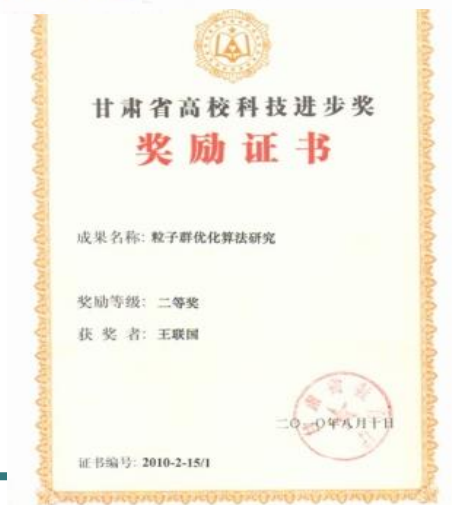 甘肃省高校科技进步奖
奖励证书
成果名称: 粒子群优化算法研究
奖励等级: 二等奖
获 奖 者: 王联国
二〇一〇年八月十日
证书编号: 2010-2-15/1